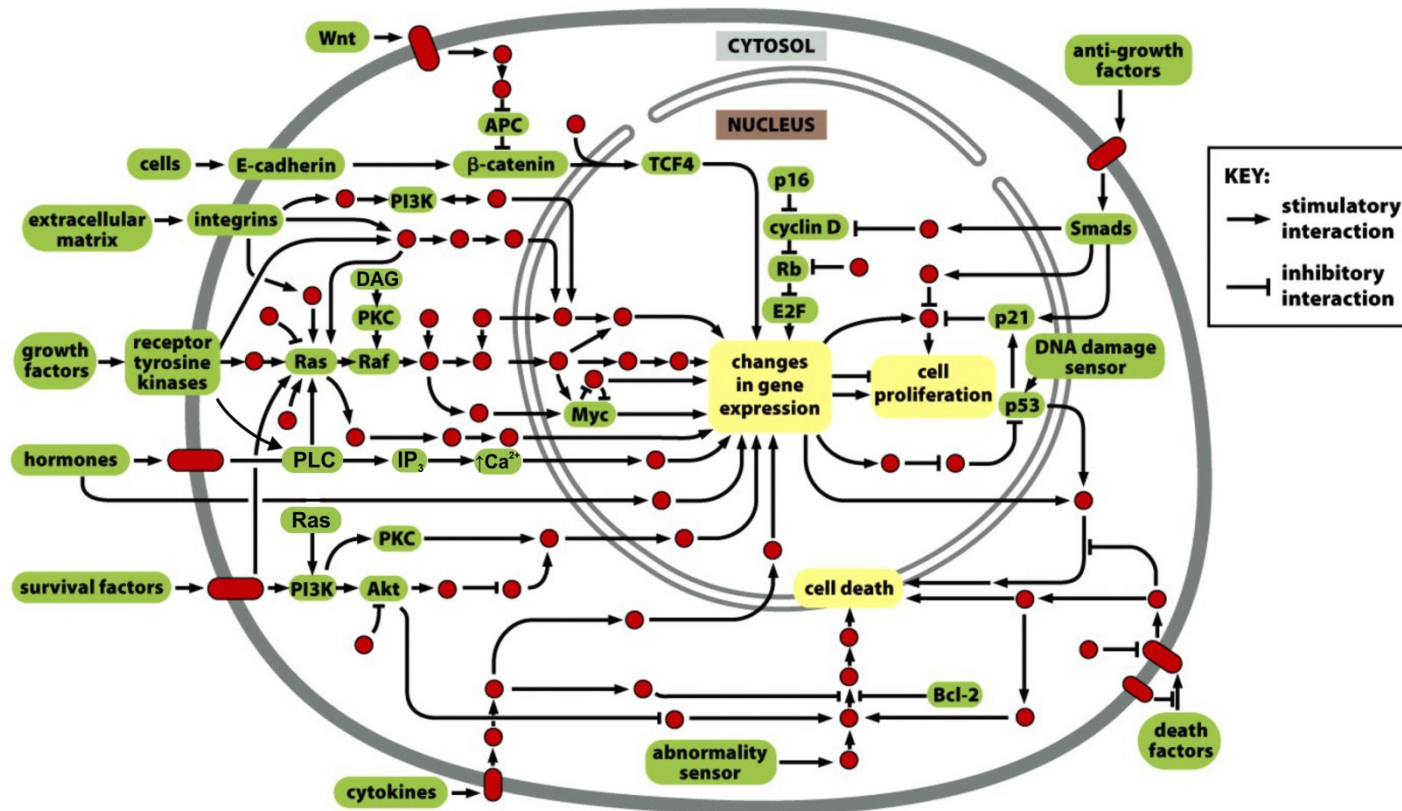 Wnt
CYTOSOL
anti-growth
factors
NUCLEUS
APC
cells
E-cadherin
β-catenin
TCF4
p16
KEY:
stimulatory
interaction
inhibitory
interaction
PI3K
extracellular
matrix
integrins
cyclin D
Smads
DAG
Rb
PKC
E2F
p21
growth
factors
receptor
tyrosine
kinases
Ras
Raf
changes
in gene
expression
cell
proliferation
DNA damage
sensor
Myc
p53
hormones
PLC
IP₃
↑Ca²⁺
Ras
PKC
survival factors
PI3K
Akt
cell death
Bcl-2
abnormality
sensor
death
factors
cytokines